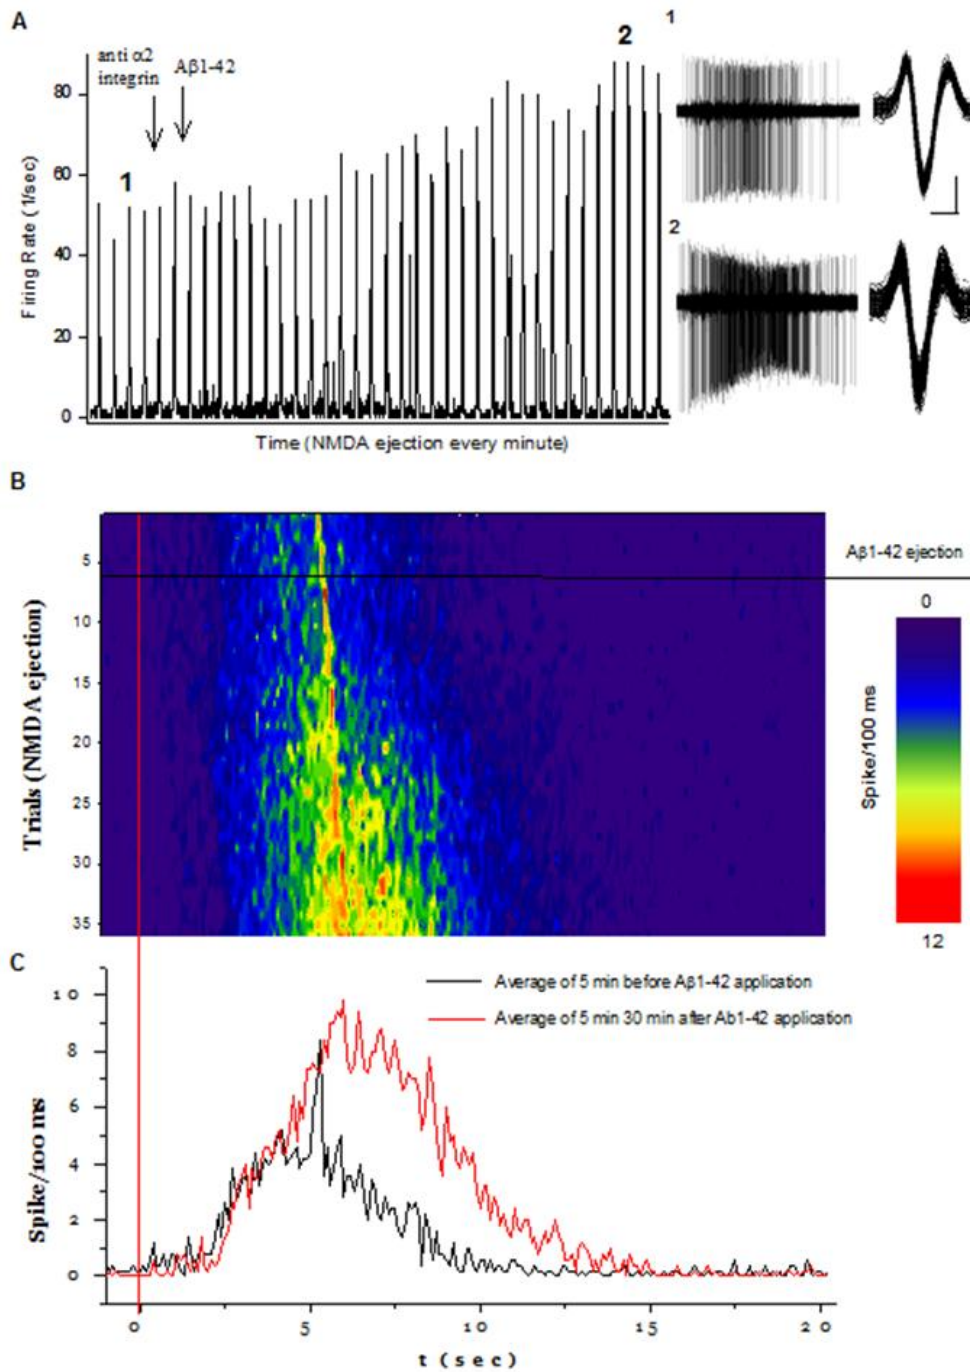 A
anti α2
integrin
Aβ1-42
1
2
80
60
40
20
0
Firing Rate (1/sec)
Time (NMDA ejection every minute)
1
2
B
5
10
15
20
25
30
35
Trials (NMDA ejection)
Aβ1-42 ejection
0
Spike/100 ms
12
C
Average of 5 min before Aβ1-42 application
Average of 5 min 30 min after Ab1-42 application
10
8
6
4
2
0
Spike/100 ms
0
5
10
15
20
t (sec)